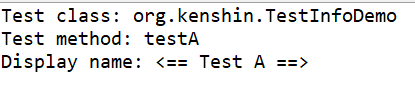 Test class: org.kenshin.TestInfoDemo
Test method: testA
Display name: <== Test A ==>